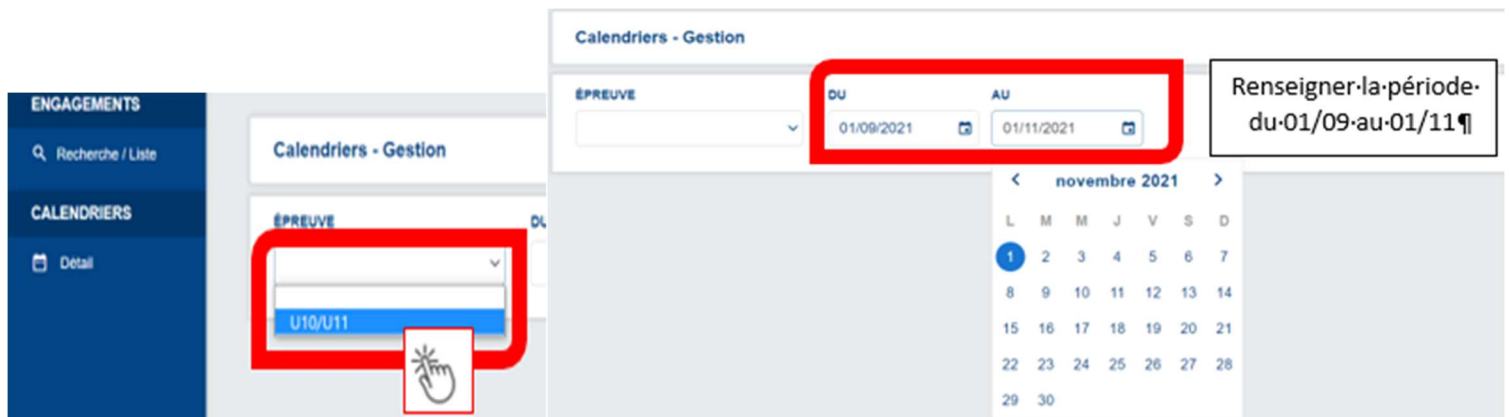 ENGAGEMENTS
Recherche / Liste
CALENDRIERS
Détail
Calendriers - Gestion
ÉPREUVE
DU
U10/U11
Calendriers - Gestion
ÉPREUVE DU AU
01/09/2021 01/11/2021
Renseigner·la·période·
du·01/09·au·01/11¶
novembre 2021
L M M J V S D
1 2 3 4 5 6 7
8 9 10 11 12 13 14
15 16 17 18 19 20 21
22 23 24 25 26 27 28
29 30